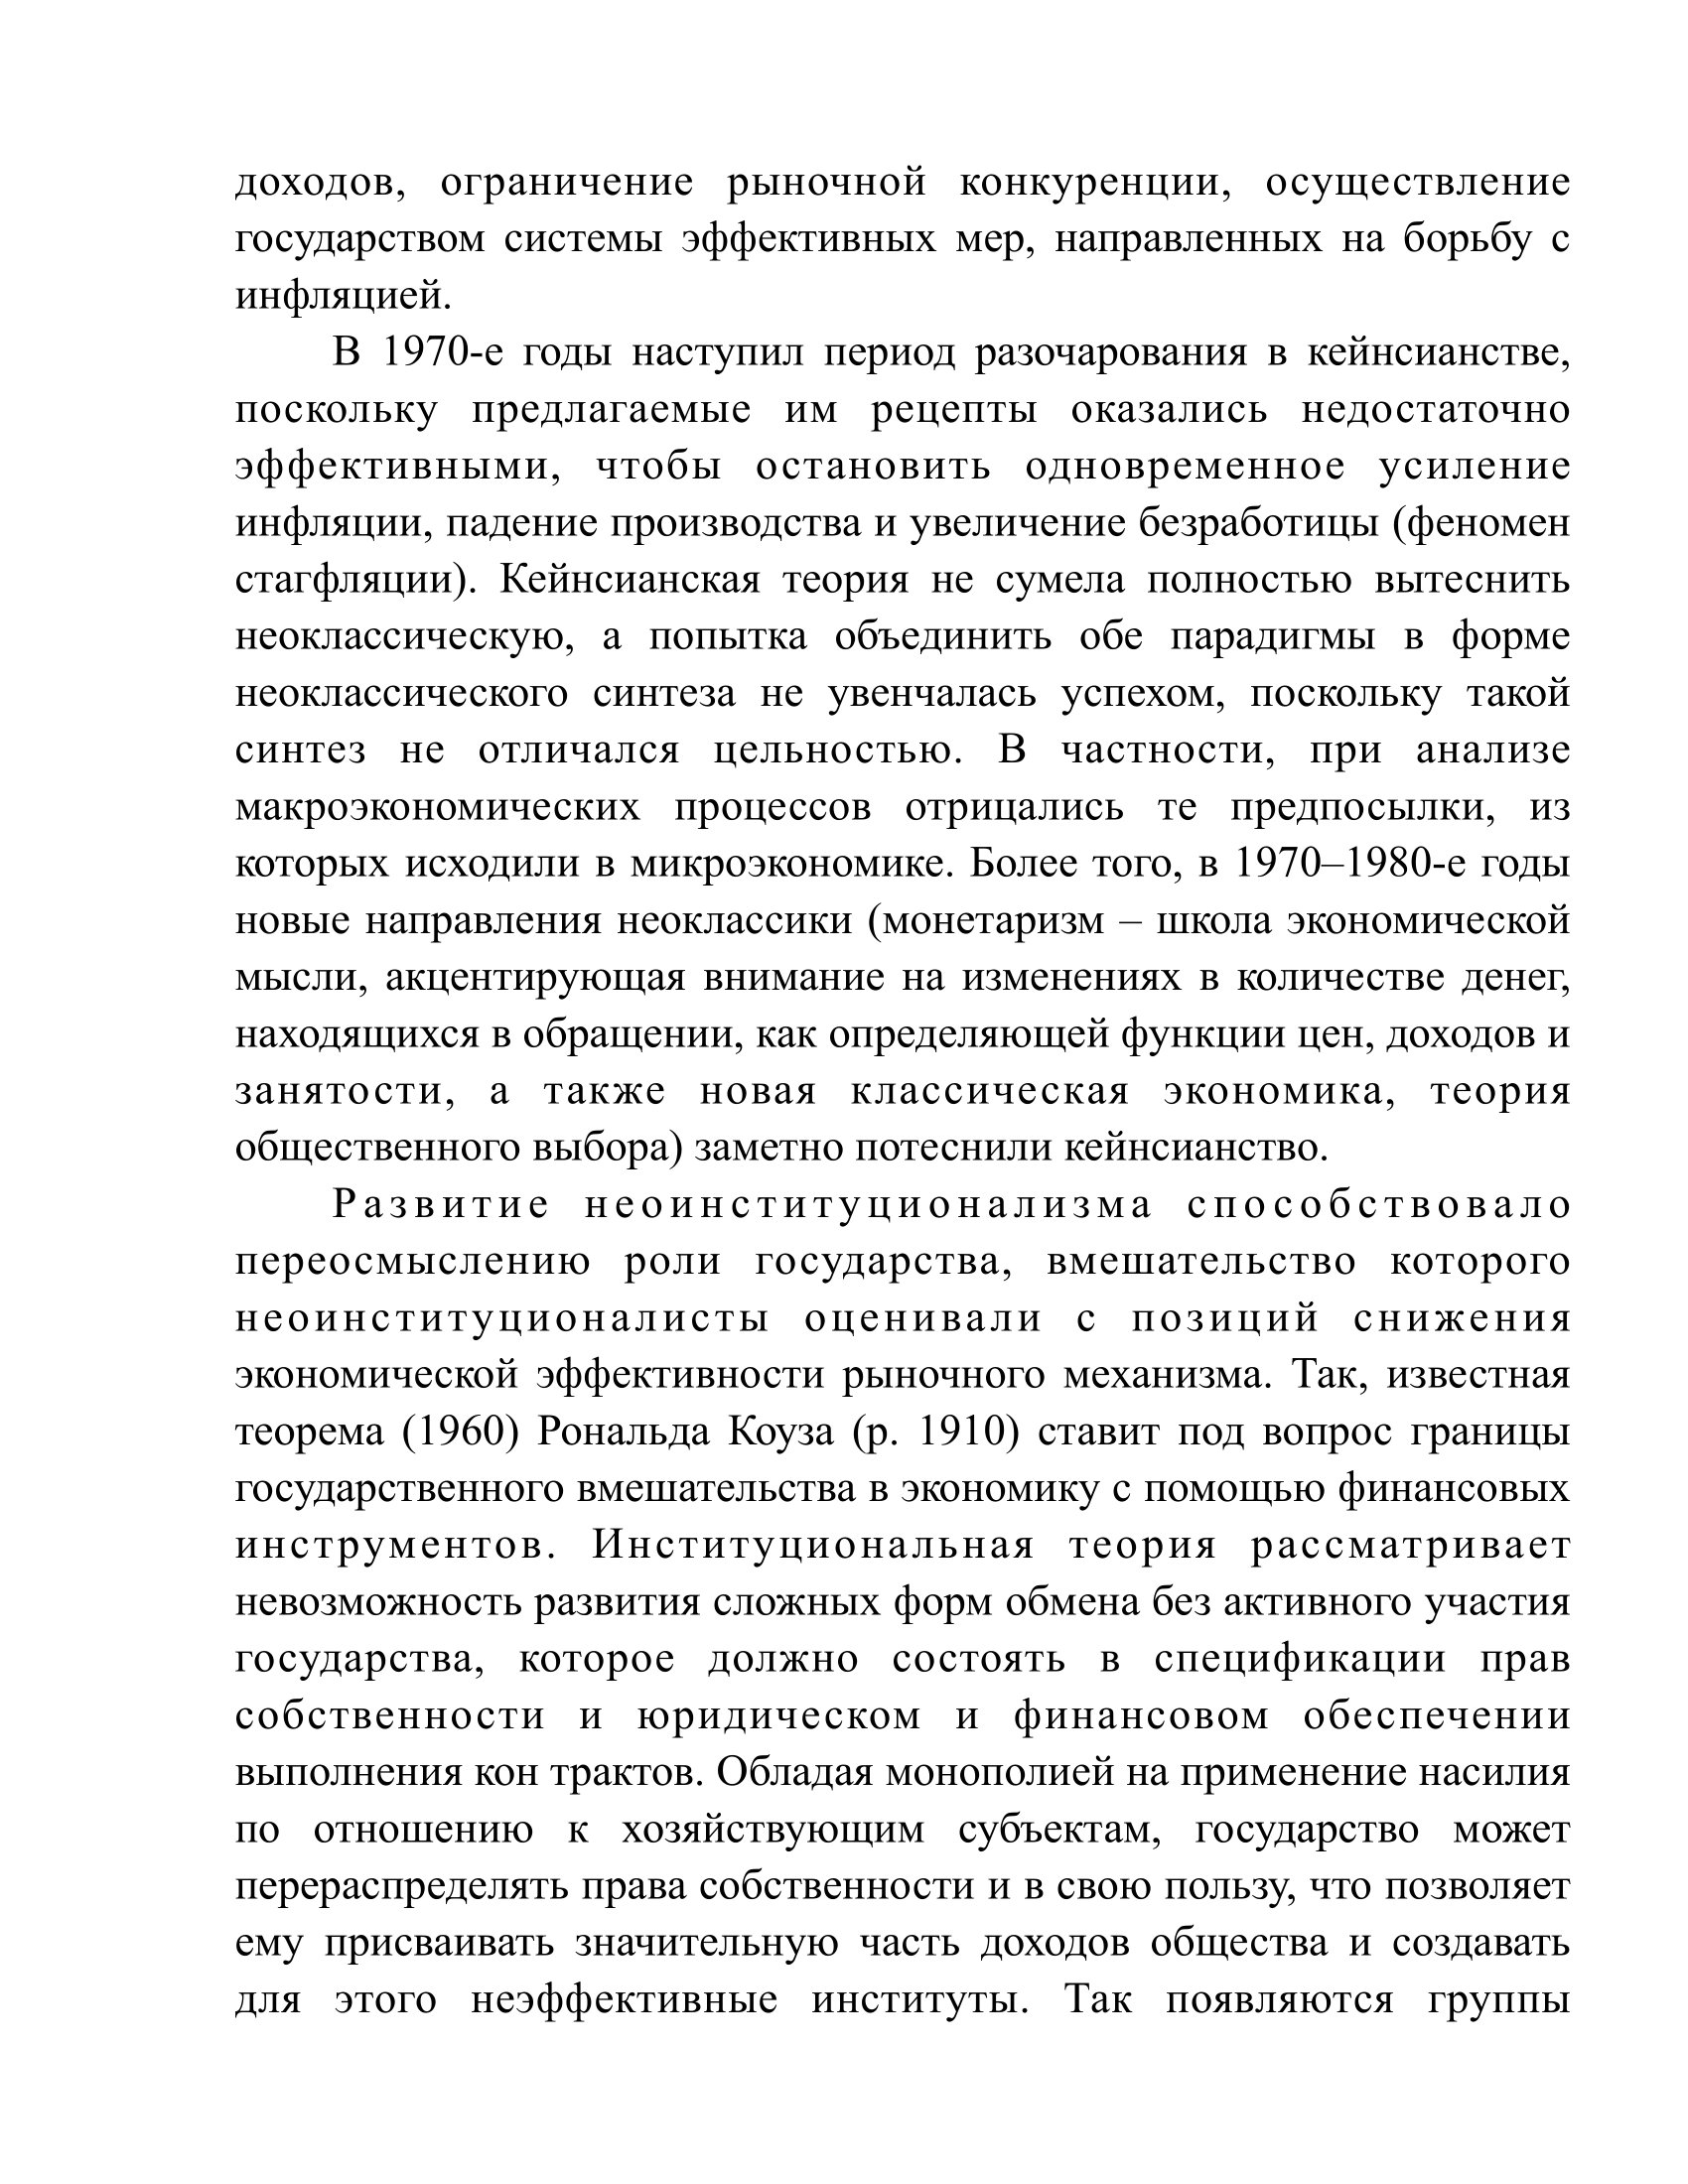 доходов, ограничение рыночной конкуренции, осуществление
государством системы эффективных мер, направленных на борьбу с
инфляцией.
В 1970-е годы наступил период разочарования в кейнсианстве,
поскольку предлагаемые им рецепты оказались недостаточно
эффективными, чтобы остановить одновременное усиление
инфляции, падение производства и увеличение безработицы (феномен
стагфляции). Кейнсианская теория не сумела полностью вытеснить
неоклассическую, а попытка объединить обе парадигмы в форме
неоклассического синтеза не увенчалась успехом, поскольку такой
синтез не отличался цельностью. В частности, при анализе
макроэкономических процессов отрицались те предпосылки, из
которых исходили в микроэкономике. Более того, в 1970–1980-е годы
новые направления неоклассики (монетаризм – школа экономической
мысли, акцентирующая внимание на изменениях в количестве денег,
находящихся в обращении, как определяющей функции цен, доходов и
занятости, а также новая классическая экономика, теория
общественного выбора) заметно потеснили кейнсианство.
Развитие неоинституционализма способствовало
переосмыслению роли государства, вмешательство которого
неоинституционалисты оценивали с позиций снижения
экономической эффективности рыночного механизма. Так, известная
теорема (1960) Рональда Коуза (р. 1910) ставит под вопрос границы
государственного вмешательства в экономику с помощью финансовых
инструментов. Институциональная теория рассматривает
невозможность развития сложных форм обмена без активного участия
государства, которое должно состоять в спецификации прав
собственности и юридическом и финансовом обеспечении
выполнения кон трактов. Обладая монополией на применение насилия
по отношению к хозяйствующим субъектам, государство может
перераспределять права собственности и в свою пользу, что позволяет
ему присваивать значительную часть доходов общества и создавать
для этого неэффективные институты. Так появляются группы